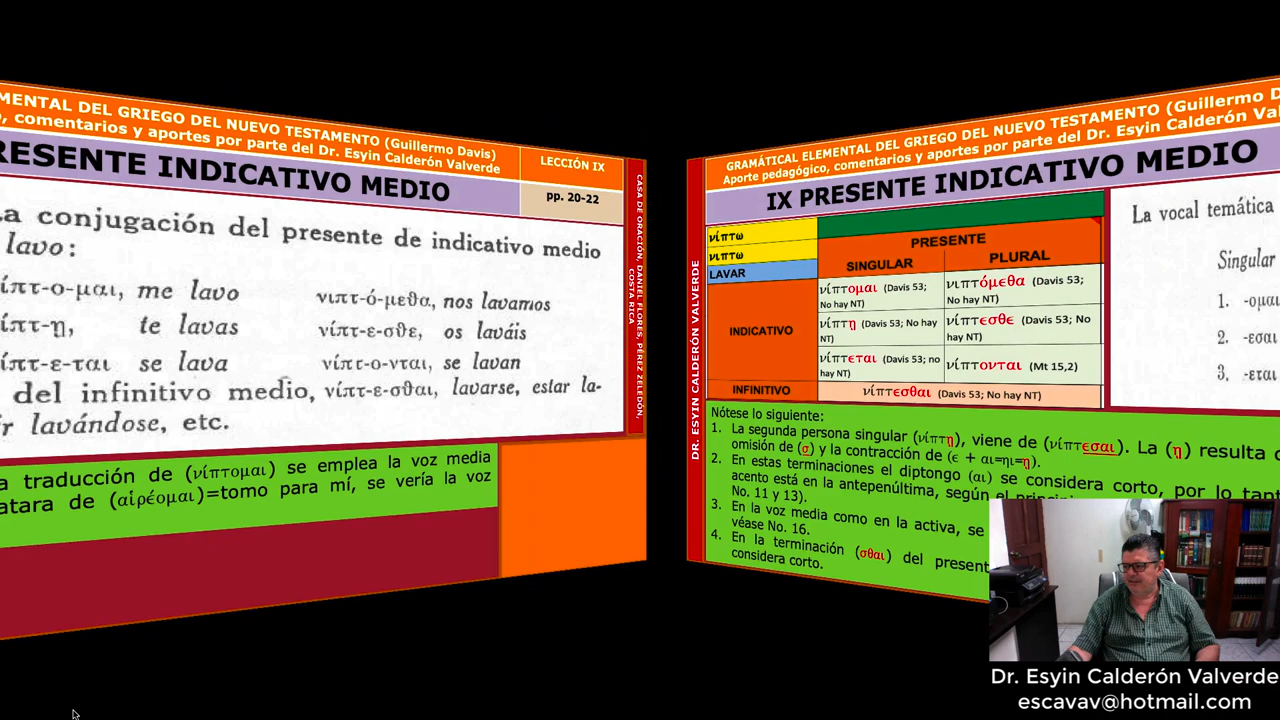 MENTAL DEL GRIEGO DEL NUEVO TESTAMENTO (Guillermo Davis)
o, comentarios y aportes por parte del Dr. Esyin Calderón Valverde
LECCIÓN IX
RESENTE INDICATIVO MEDIO
pp. 20-22
La conjugación del presente de indicativo medio
lavo:
ίπτ-ο-μαι, me lavo
νιπτ-ό-μεθα, nos lavamos
ίπτ-η, te lavas
νίπτ-ε-σθε, os laváis
ίπτ-ε-ται se lava
νίπτ-ο-νται, se lavan
del infinitivo medio, νίπτ-ε-σθαι, lavarse, estar la-
r lavándose, etc.
a traducción de (νίπτομαι) se emplea la voz media
atara de (αἱρέομαι)=tomo para mí, se vería la voz
CASA DE ORACIÓN, DANIEL FLORES, PÉREZ ZELEDÓN,
COSTA RICA
DR. ESYIN CALDERÓN VALVERDE
GRAMÁTICAL ELEMENTAL DEL GRIEGO DEL NUEVO TESTAMENTO (Guillermo D
Aporte pedagógico, comentarios y aportes por parte del Dr. Esyin Calderón Val
IX PRESENTE INDICATIVO MEDIO
νίπτω
νιπτω
LAVAR
PRESENTE
SINGULAR
PLURAL
INDICATIVO
νίπτομαι (Davis 53; No hay NT)
νιπτόμεθα (Davis 53; No hay NT)
νίπτῃ (Davis 53; No hay NT)
νίπτεσθε (Davis 53; No hay NT)
νίπτεται (Davis 53; no hay NT)
νίπτονται (Mt 15,2)
INFINITIVO
νίπτεσθαι (Davis 53; No hay NT)
La vocal temática
Singular
1. -ομαι
2. -εσαι
3. -εται
Nótese lo siguiente:
1. La segunda persona singular (νίπτῃ), viene de (νίπτεσαι). La (ῃ) resulta
omisión de (σ) y la contracción de (ε + αι=ηι=ῃ).
2. En estas terminaciones el diptongo (αι) se considera corto, por lo tant
acento está en la antepenúltima, según el
No. 11 y 13).
3. En la voz media como en la activa, se
véase No. 16.
4. En la terminación (σθαι) del present
considera corto.
Dr. Esyin Calderón Valverde
escavav@hotmail.com